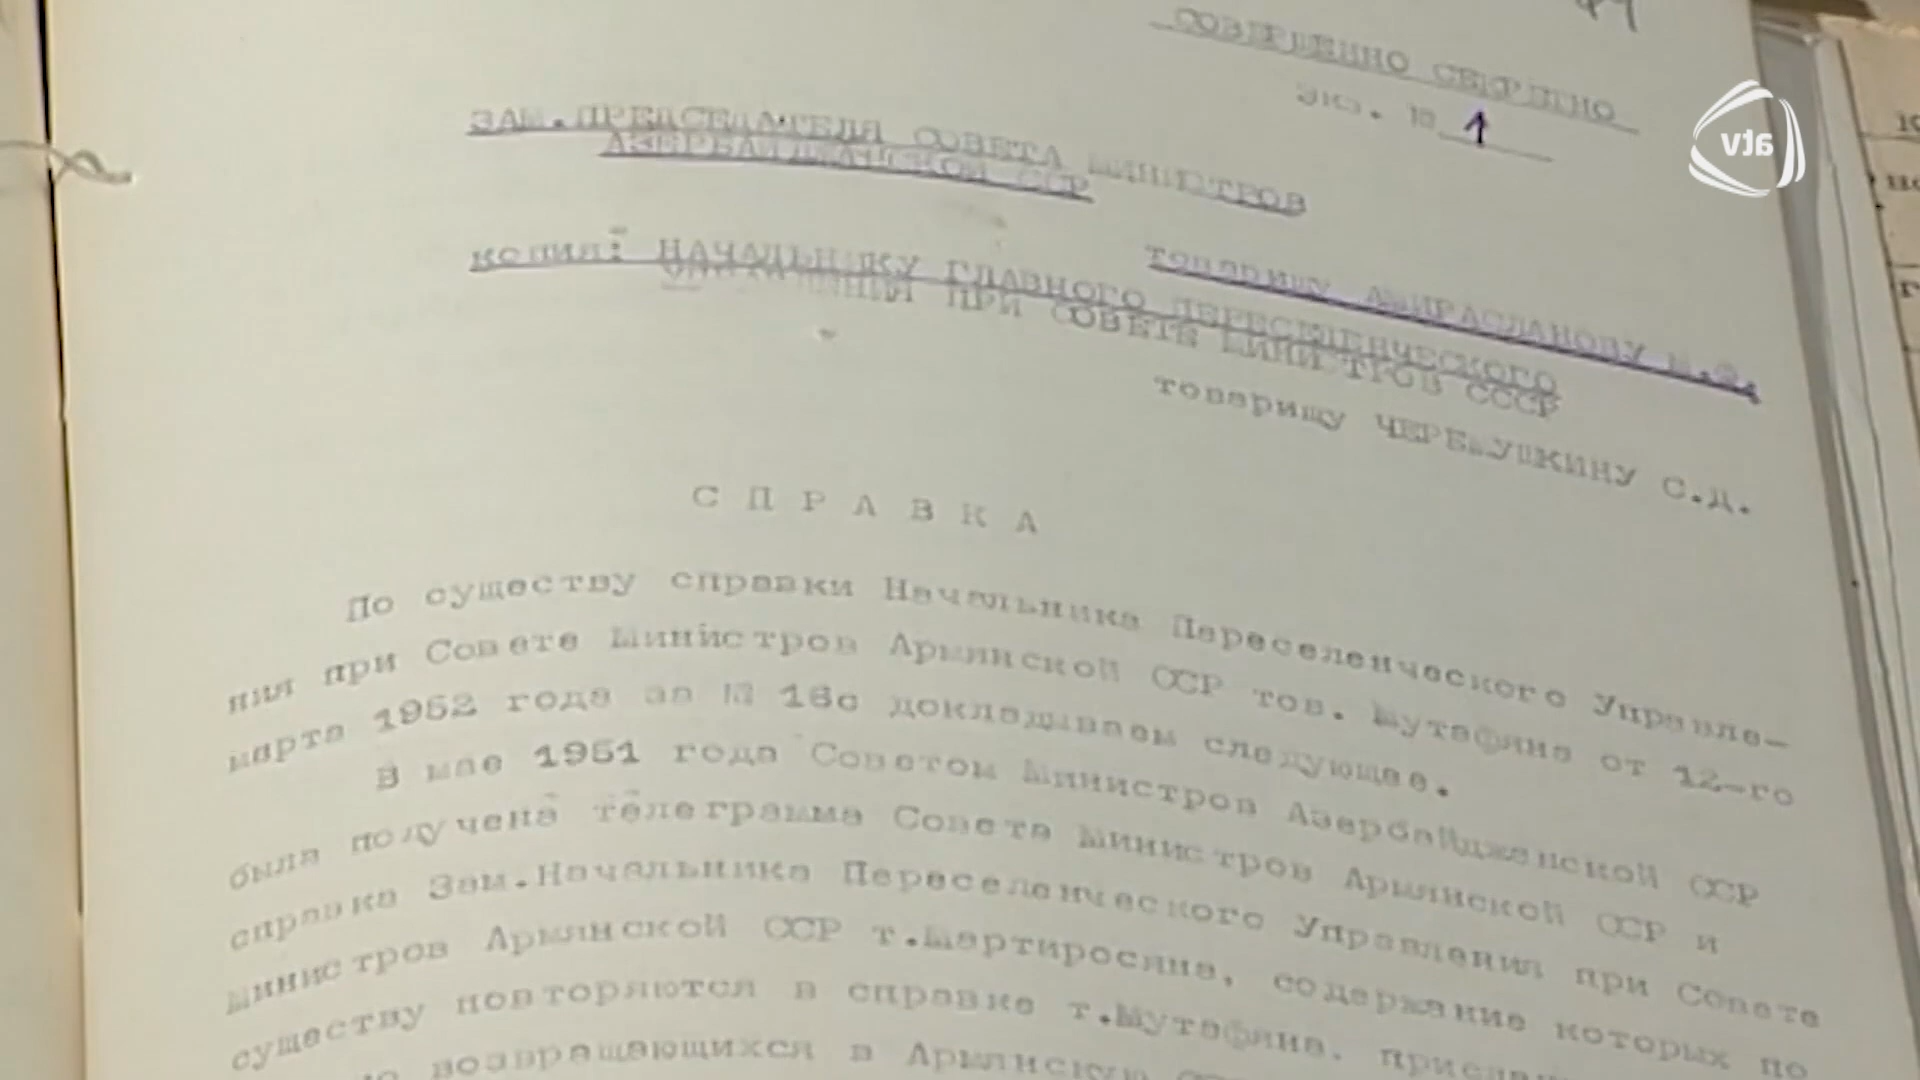 СОВЕРШЕННО СЕКРЕТНО
экз. № 1
atv
ЗАМ.ПРЕДСЕДАТЕЛЯ СОВЕТА МИНИСТРОВ
АЗЕРБАЙДЖАНСКОЙ ССР
товарищу АМИРАСЛАНОВУ
копия: НАЧАЛЬНИКУ ГЛАВНОГО ПЕРЕСЕЛЕНЧЕСКОГО
УПРАВЛЕНИЯ ПРИ СОВЕТЕ МИНИСТРОВ СССР
товарищу ЧЕРЕМУШКИНУ С.Д.
СПРАВКА
По существу справки Начальника Переселенческого Управле-
ния при Совете Министров Армянской ССР тов. Мутафяна от 12-го
марта 1952 года за № 16с докладываем следующее.
В мае 1951 года Советом Министров Азербайджанской ССР
была получена телеграмма Совета Министров Армянской ССР и
справка Зам.Начальника Переселенческого Управления при Совете
Министров Армянской ССР т.Мартиросяна, содержание которых по
существу повторяются в справке т.Мутафяна,
возвращающихся в Армянскую